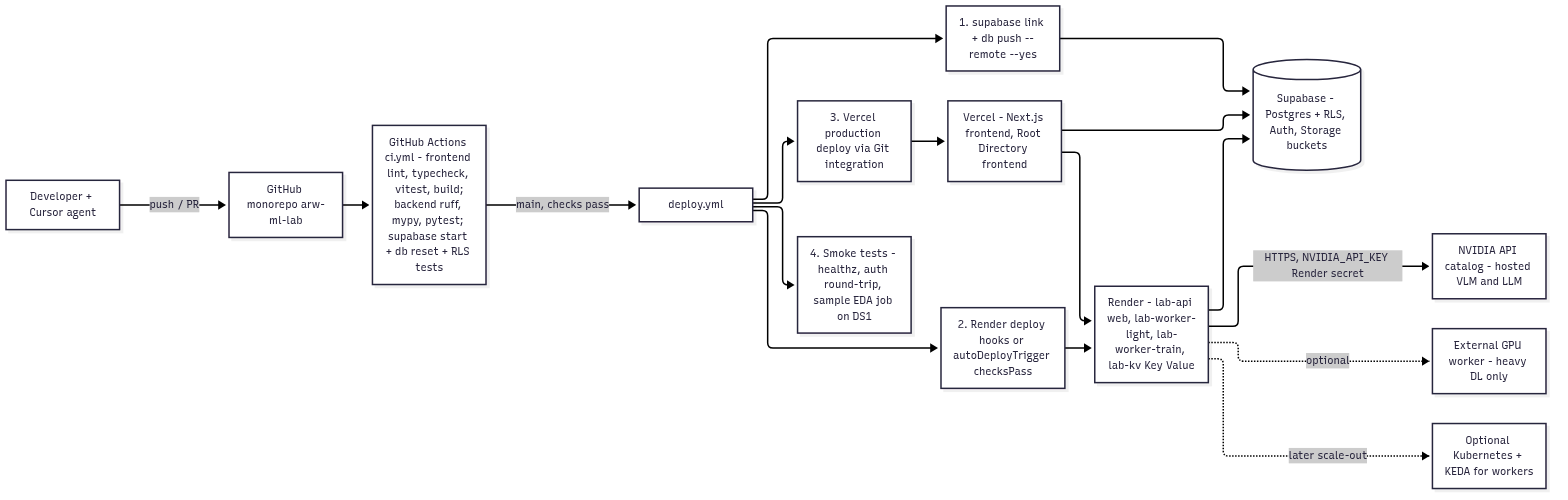 Developer +
Cursor agent
push / PR
GitHub
monorepo arw-
ml-lab
GitHub Actions
ci.yml - frontend
lint, typecheck,
vitest, build;
backend ruff,
mypy, pytest;
supabase start
+ db reset + RLS
tests
main, checks pass
deploy.yml
1. supabase link
+ db push --
remote --yes
3. Vercel
production
deploy via Git
integration
4. Smoke tests -
healthz, auth
round-trip,
sample EDA job
on DS1
2. Render deploy
hooks or
autoDeployTrigger
checksPass
Vercel - Next.js
frontend, Root
Directory
frontend
Render - lab-api
web, lab-worker-
light, lab-
worker-train,
lab-kv Key Value
Supabase -
Postgres + RLS,
Auth, Storage
buckets
HTTPS, NVIDIA_API_KEY
Render secret
optional
later scale-out
NVIDIA API
catalog - hosted
VLM and LLM
External GPU
worker - heavy
DL only
Optional
Kubernetes +
KEDA for workers